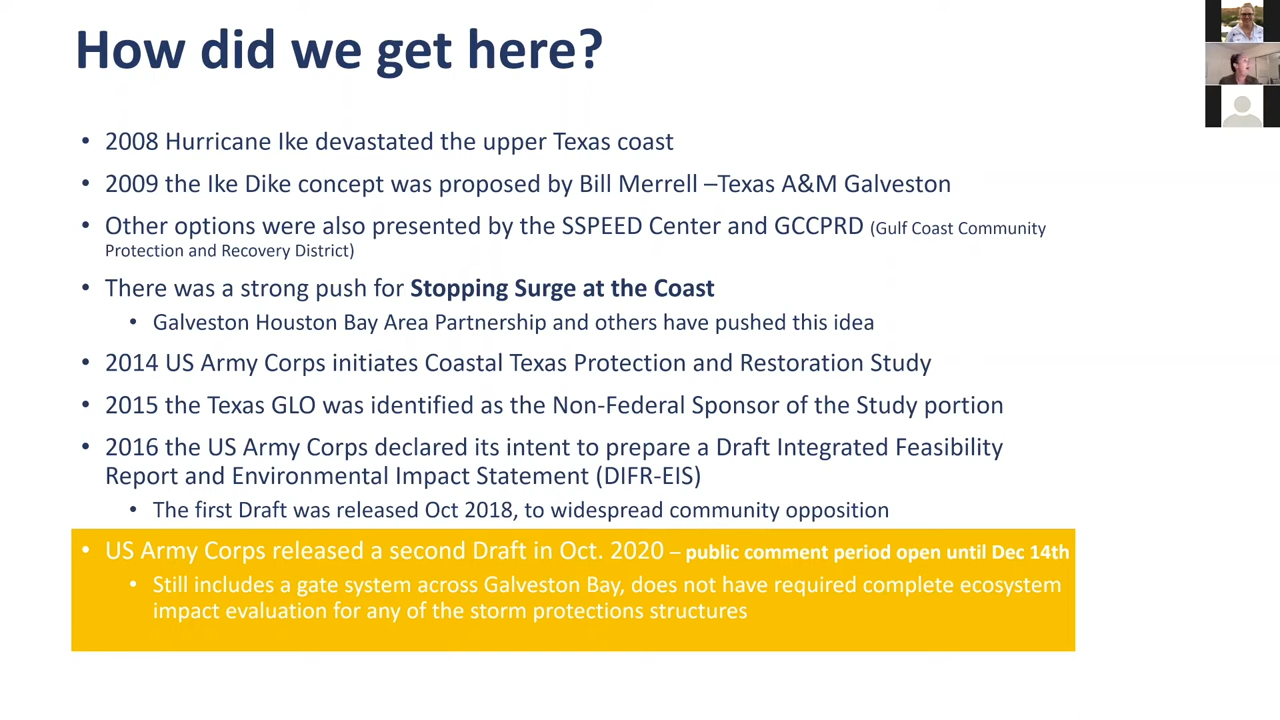 How did we get here?
• 2008 Hurricane Ike devastated the upper Texas coast
• 2009 the Ike Dike concept was proposed by Bill Merrell –Texas A&M Galveston
• Other options were also presented by the SSPEED Center and GCCPRD (Gulf Coast Community
Protection and Recovery District)
• There was a strong push for Stopping Surge at the Coast
• Galveston Houston Bay Area Partnership and others have pushed this idea
• 2014 US Army Corps initiates Coastal Texas Protection and Restoration Study
• 2015 the Texas GLO was identified as the Non-Federal Sponsor of the Study portion
• 2016 the US Army Corps declared its intent to prepare a Draft Integrated Feasibility
Report and Environmental Impact Statement (DIFR-EIS)
• The first Draft was released Oct 2018, to widespread community opposition
• US Army Corps released a second Draft in Oct. 2020 – public comment period open until Dec 14th
• Still includes a gate system across Galveston Bay, does not have required complete ecosystem
impact evaluation for any of the storm protections structures